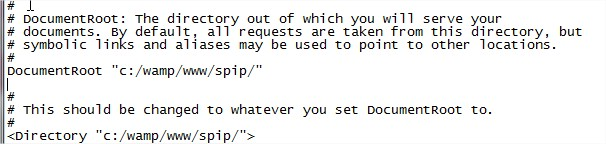 #
# DocumentRoot: The directory out of which you will serve your
# documents. By default, all requests are taken from this directory, but
# symbolic links and aliases may be used to point to other locations.
#
DocumentRoot "c:/wamp/www/spip/"
#
# This should be changed to whatever you set DocumentRoot to.
#
<Directory "c:/wamp/www/spip/">